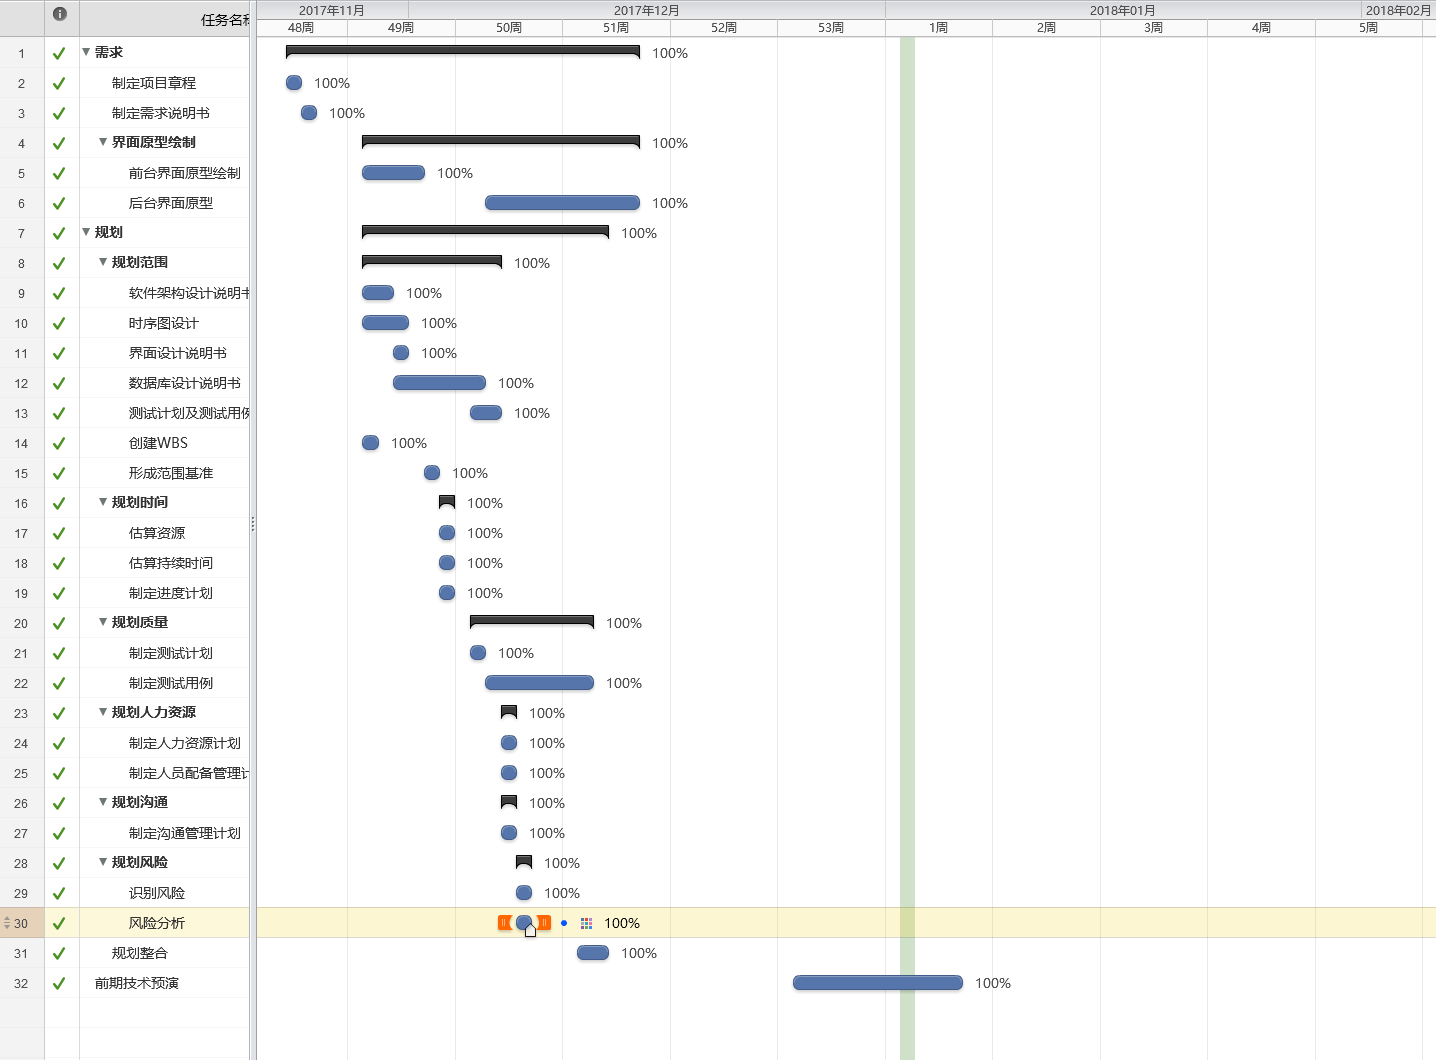 2017年11月 2017年12月 2018年01月 2018年02月
任务名称 48周 49周 50周 51周 52周 53周 1周 2周 3周 4周 5周
1 需求 100%
2 制定项目章程 100%
3 制定需求说明书 100%
4 界面原型绘制 100%
5 前台界面原型绘制 100%
6 后台界面原型 100%
7 规划 100%
8 规划范围 100%
9 软件架构设计说明书 100%
10 时序图设计 100%
11 界面设计说明书 100%
12 数据库设计说明书 100%
13 测试计划及测试用例 100%
14 创建WBS 100%
15 形成范围基准 100%
16 规划时间 100%
17 估算资源 100%
18 估算持续时间 100%
19 制定进度计划 100%
20 规划质量 100%
21 制定测试计划 100%
22 制定测试用例 100%
23 规划人力资源 100%
24 制定人力资源计划 100%
25 制定人员配备管理计 100%
26 规划沟通 100%
27 制定沟通管理计划 100%
28 规划风险 100%
29 识别风险 100%
30 风险分析 100%
31 规划整合 100%
32 前期技术预演 100%